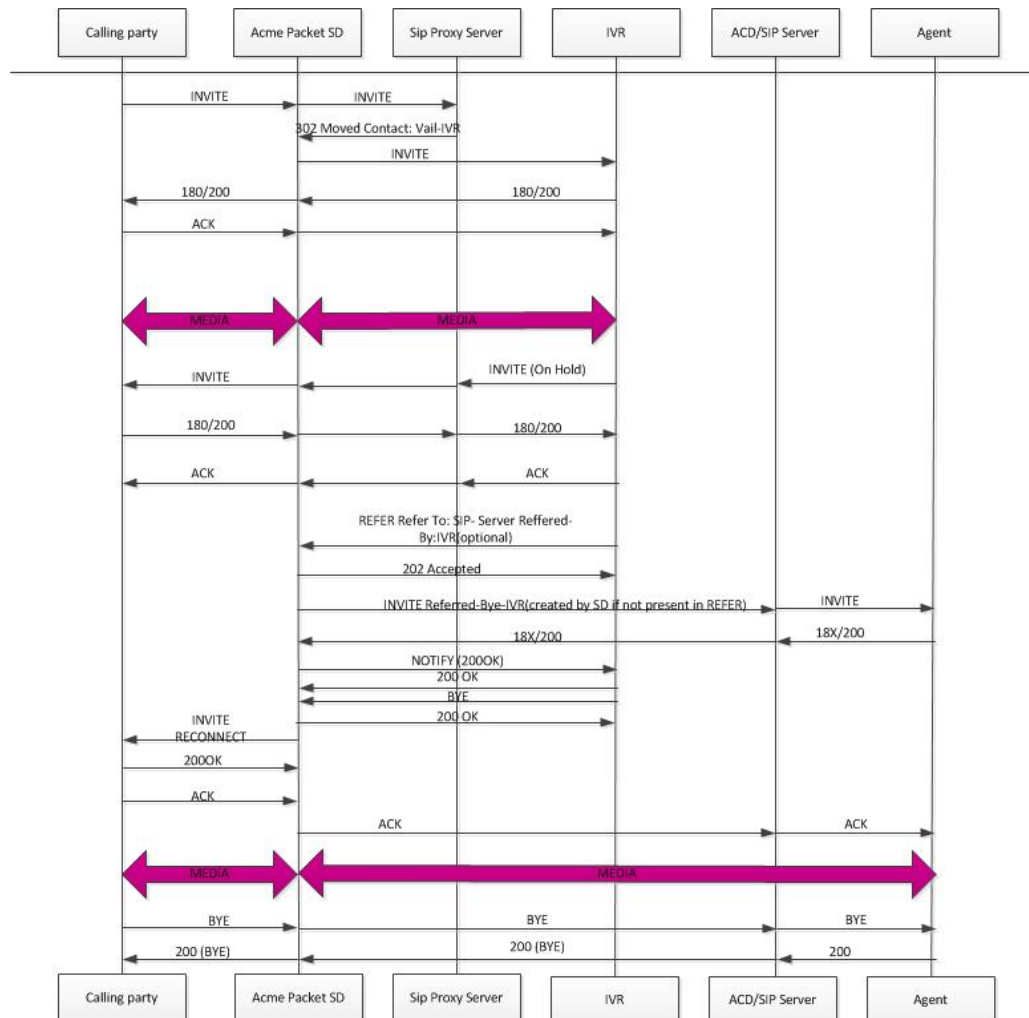 Calling party
Acme Packet SD
Sip Proxy Server
IVR
ACD/SIP Server
Agent
INVITE
INVITE
302 Moved Contact: Vail-IVR
INVITE
180/200
180/200
ACK
MEDIA
MEDIA
INVITE (On Hold)
INVITE
180/200
180/200
ACK
ACK
REFER Refer To: SIP- Server Reffered-
By:IVR(optional)
202 Accepted
INVITE Referred-Bye-IVR(created by SD if not present in REFER)
INVITE
18X/200
18X/200
NOTIFY (200OK)
200 OK
BYE
200 OK
INVITE
RECONNECT
200OK
ACK
ACK
ACK
MEDIA
MEDIA
BYE
BYE
BYE
200 (BYE)
200 (BYE)
200
Calling party
Acme Packet SD
Sip Proxy Server
IVR
ACD/SIP Server
Agent